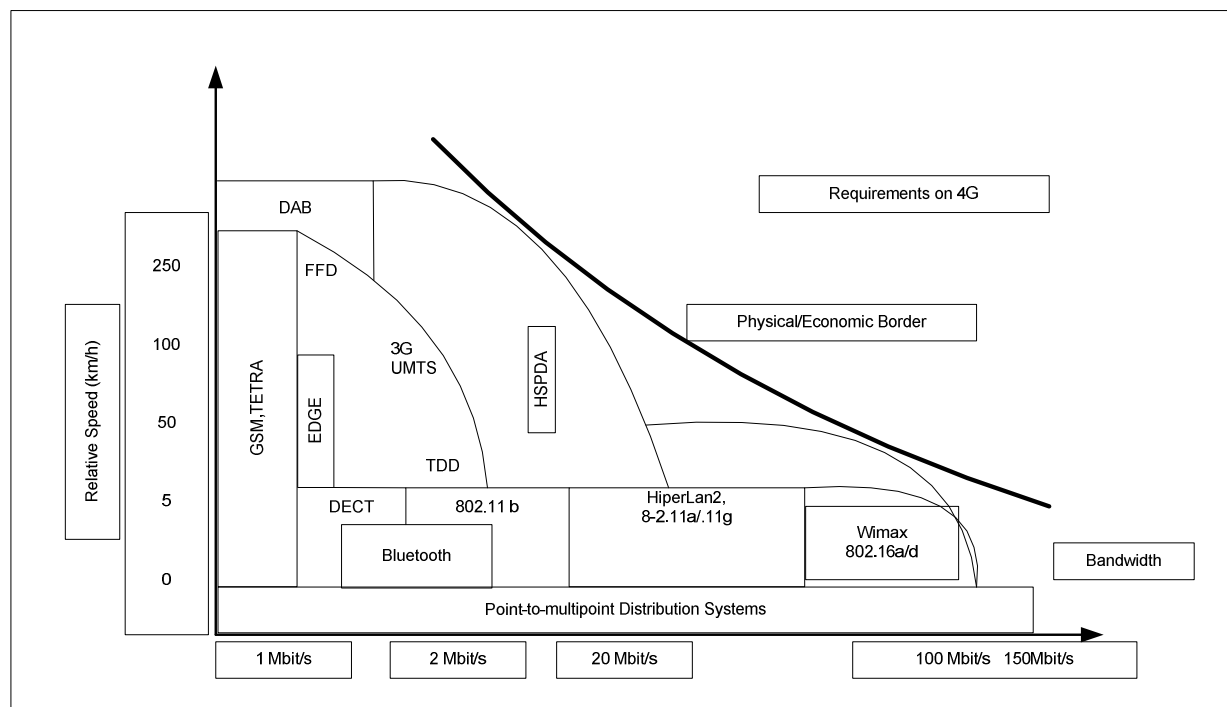 Requirements on 4G
DAB
250
FFD
Physical/Economic Border
100
3G
UMTS
HSPDA
Relative Speed (km/h)
GSM,TETRA
EDGE
50
TDD
5
DECT
802.11 b
HiperLan2,
8-2.11a/.11g
Wimax
802.16a/d
Bluetooth
Bandwidth
0
Point-to-multipoint Distribution Systems
1 Mbit/s
2 Mbit/s
20 Mbit/s
100 Mbit/s 150Mbit/s